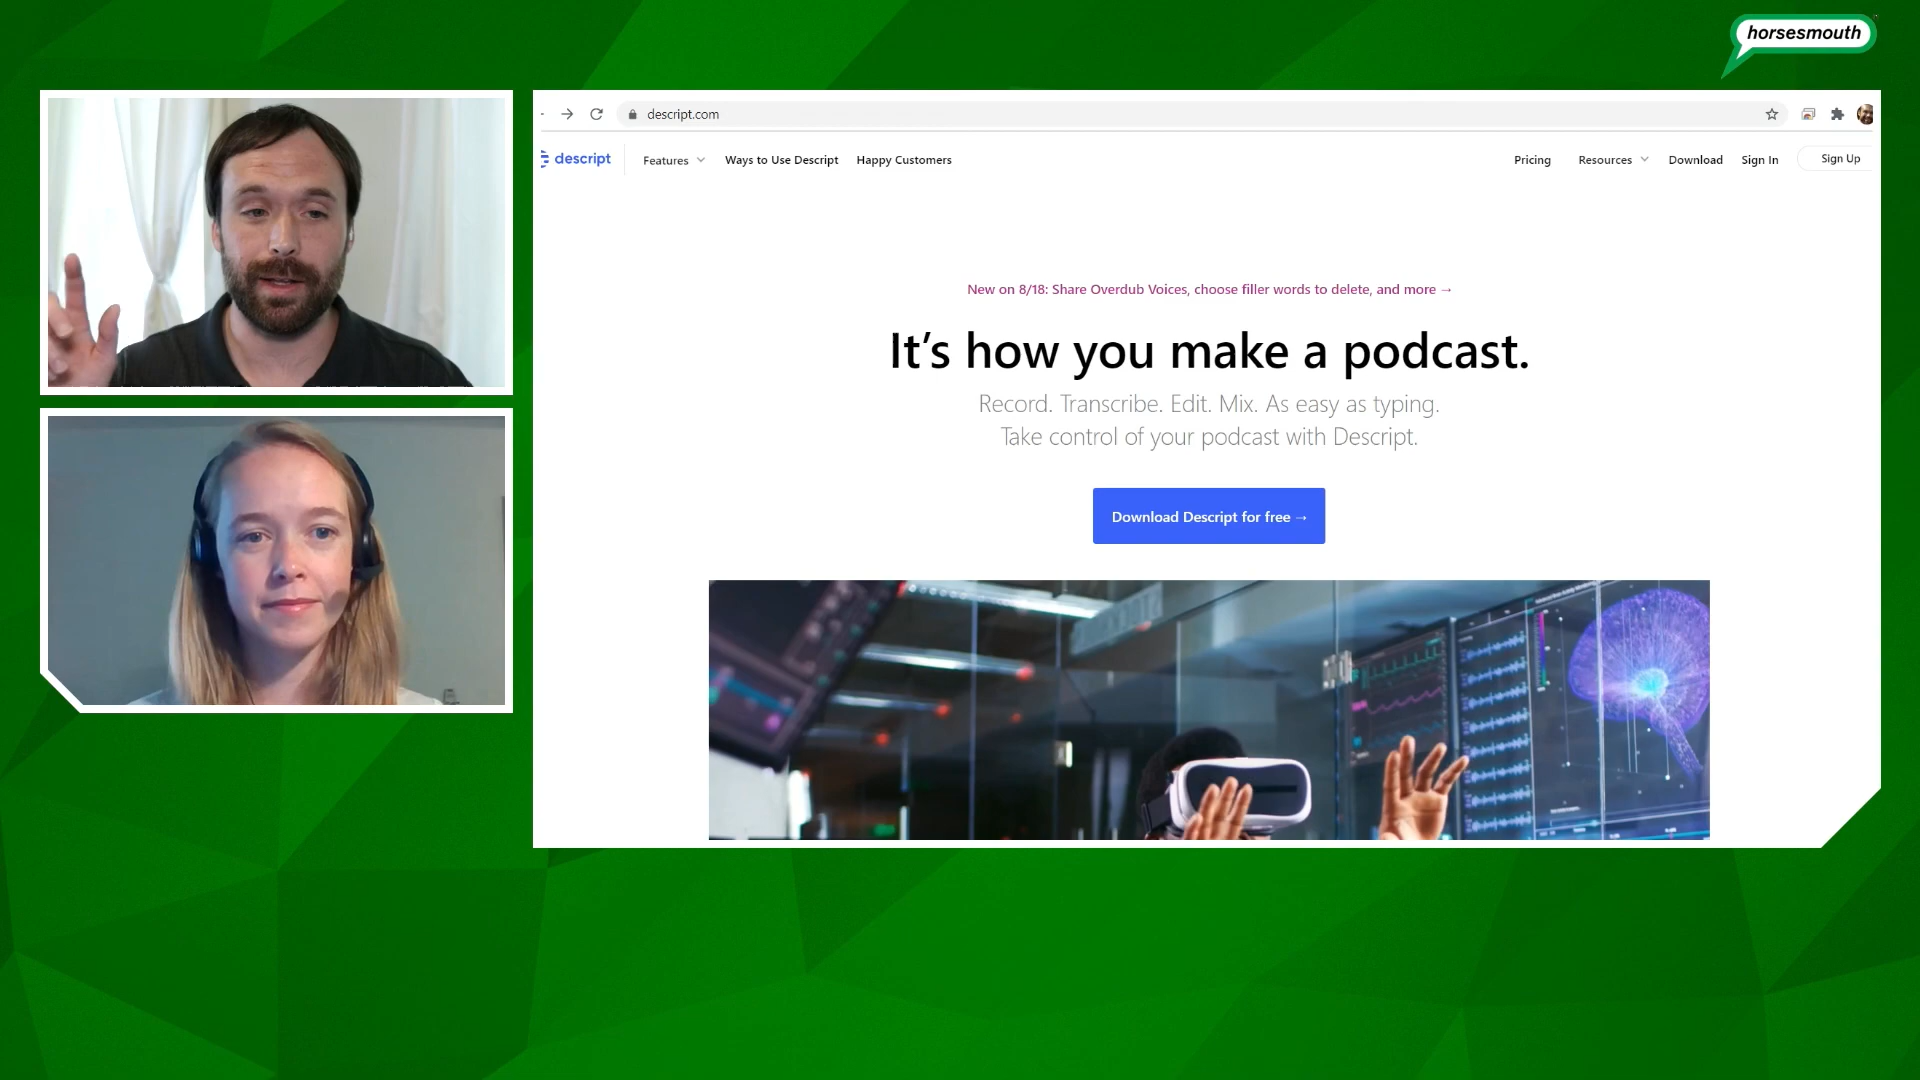 horsesmouth
descript.com
descript
Features
Ways to Use Descript
Happy Customers
Pricing
Resources
Download
Sign In
Sign Up
New on 8/18: Share Overdub Voices, choose filler words to delete, and more →
It’s how you make a podcast.
Record. Transcribe. Edit. Mix. As easy as typing.
Take control of your podcast with Descript.
Download Descript for free →